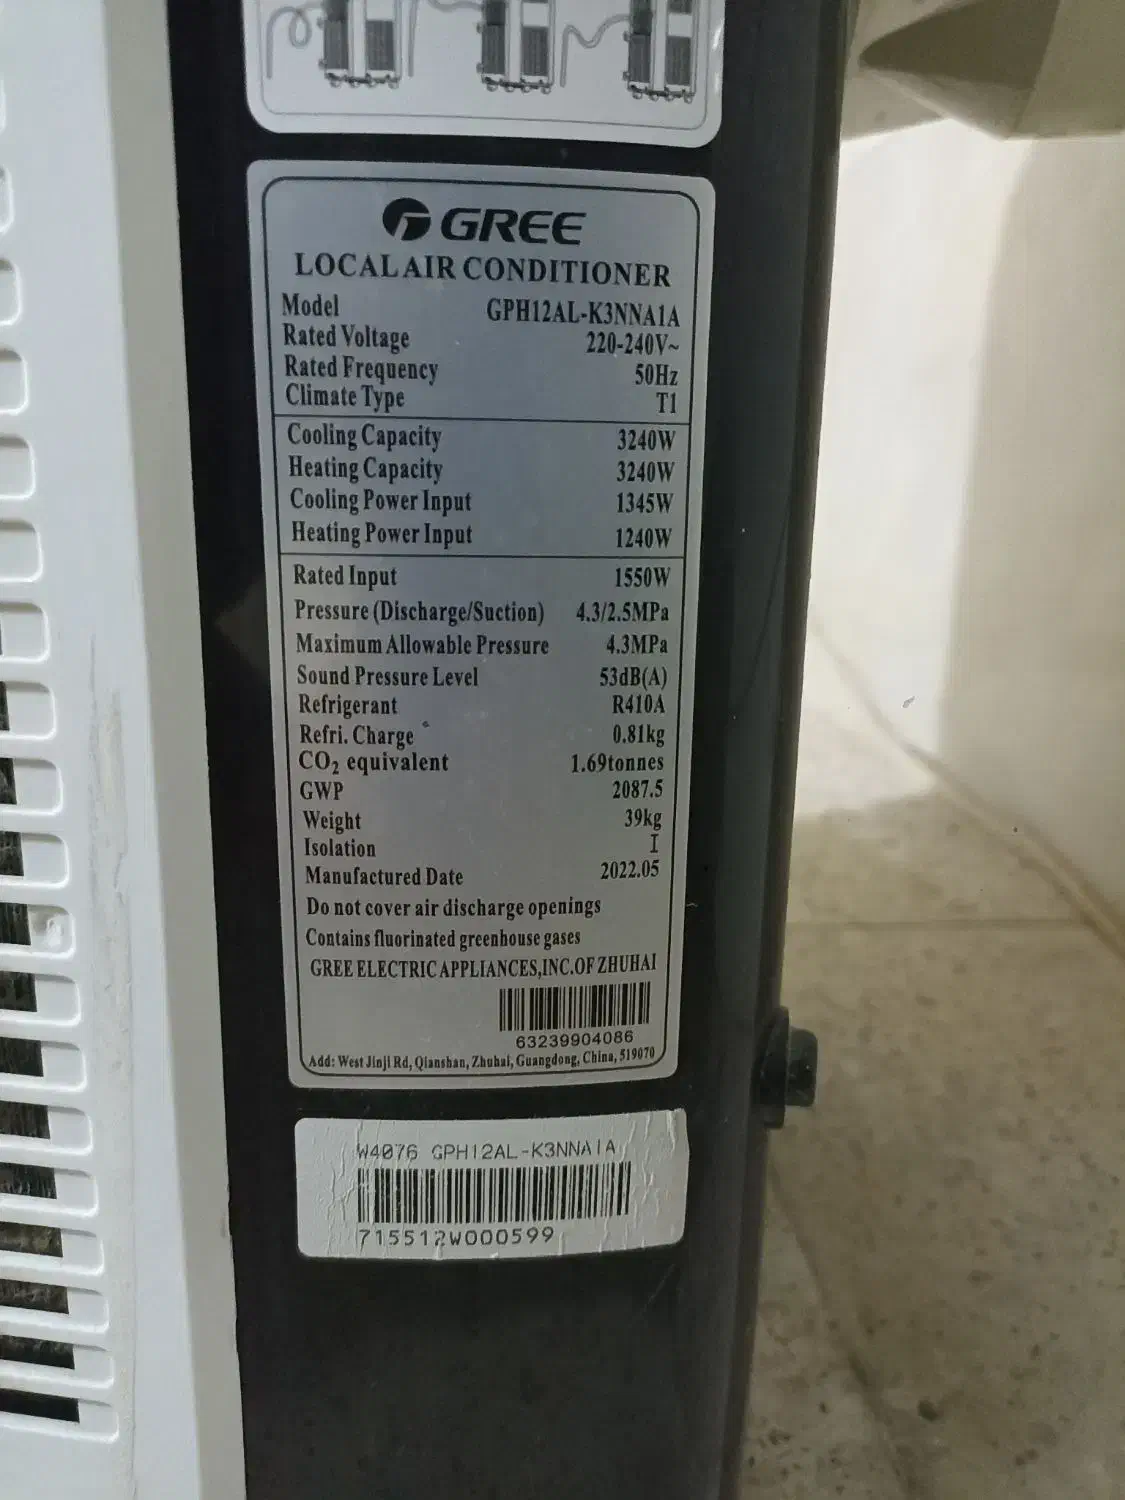 GREE
LOCAL AIR CONDITIONER
Model GPH12AL-K3NNA1A
Rated Voltage 220-240V~
Rated Frequency 50Hz
Climate Type T1
Cooling Capacity 3240W
Heating Capacity 3240W
Cooling Power Input 1345W
Heating Power Input 1240W
Rated Input 1550W
Pressure (Discharge/Suction) 4.3/2.5MPa
Maximum Allowable Pressure 4.3MPa
Sound Pressure Level 53dB(A)
Refrigerant R410A
Refri. Charge 0.81kg
CO₂ equivalent 1.69tonnes
GWP 2087.5
Weight 39kg
Isolation I
Manufactured Date 2022.05
Do not cover air discharge openings
Contains fluorinated greenhouse gases
GREE ELECTRIC APPLIANCES,INC.OF ZHUHAI
63239904086
Add: West Jinji Rd, Qianshan, Zhuhai, Guangdong, China, 519070
W4076 GPH12AL-K3NNA1A
715512W000599